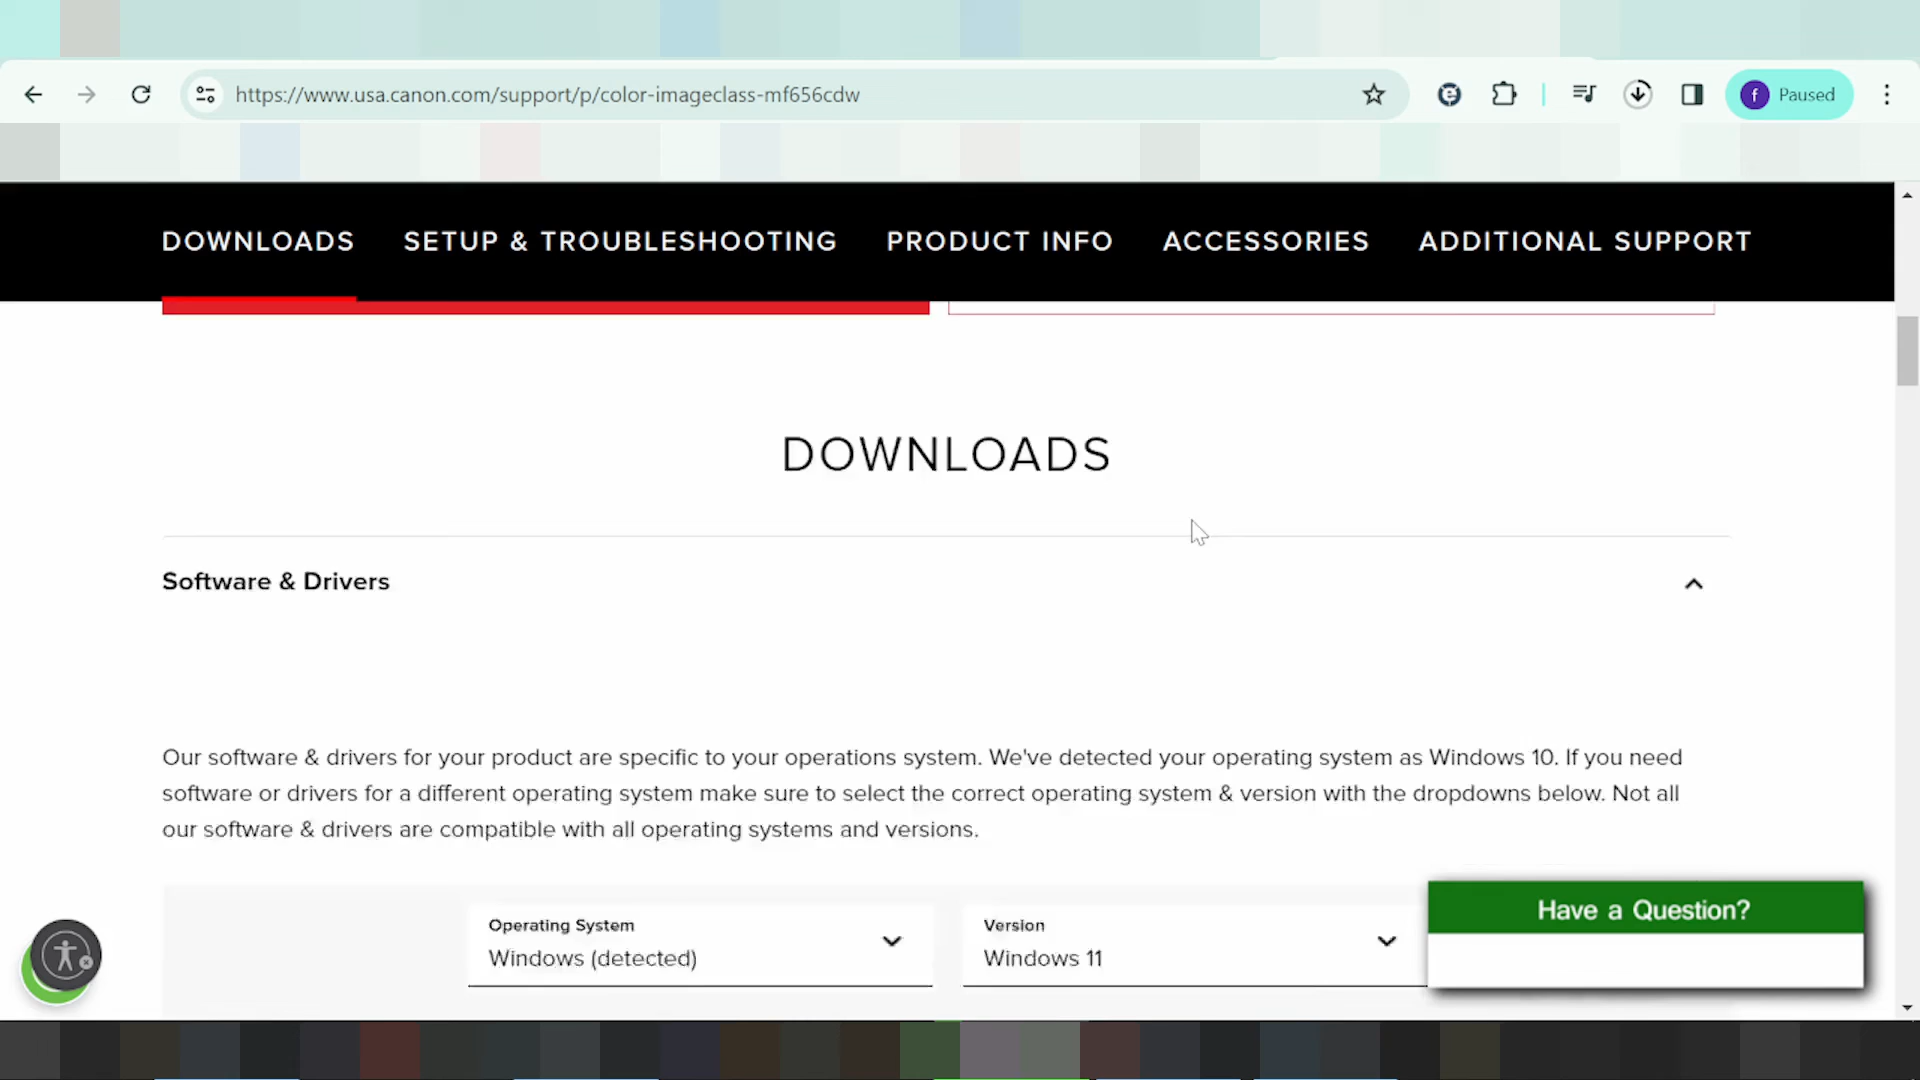 https://www.usa.canon.com/support/p/color-imageclass-mf656cdw
f Paused
DOWNLOADS SETUP & TROUBLESHOOTING PRODUCT INFO ACCESSORIES ADDITIONAL SUPPORT
DOWNLOADS
Software & Drivers
Our software & drivers for your product are specific to your operations system. We've detected your operating system as Windows 10. If you need
software or drivers for a different operating system make sure to select the correct operating system & version with the dropdowns below. Not all
our software & drivers are compatible with all operating systems and versions.
Operating System
Windows (detected)
Version
Windows 11
Have a Question?